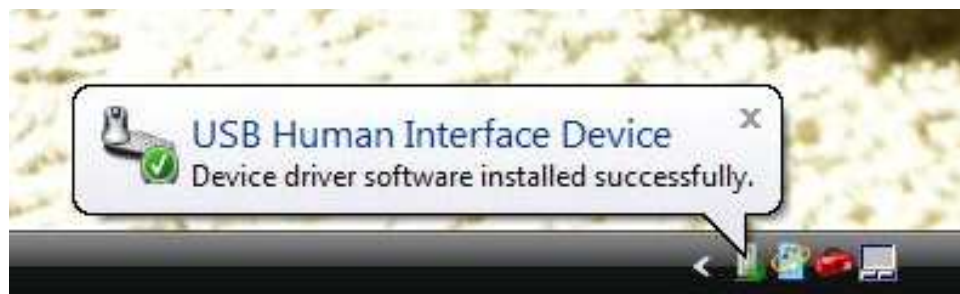 USB Human Interface Device
Device driver software installed successfully.